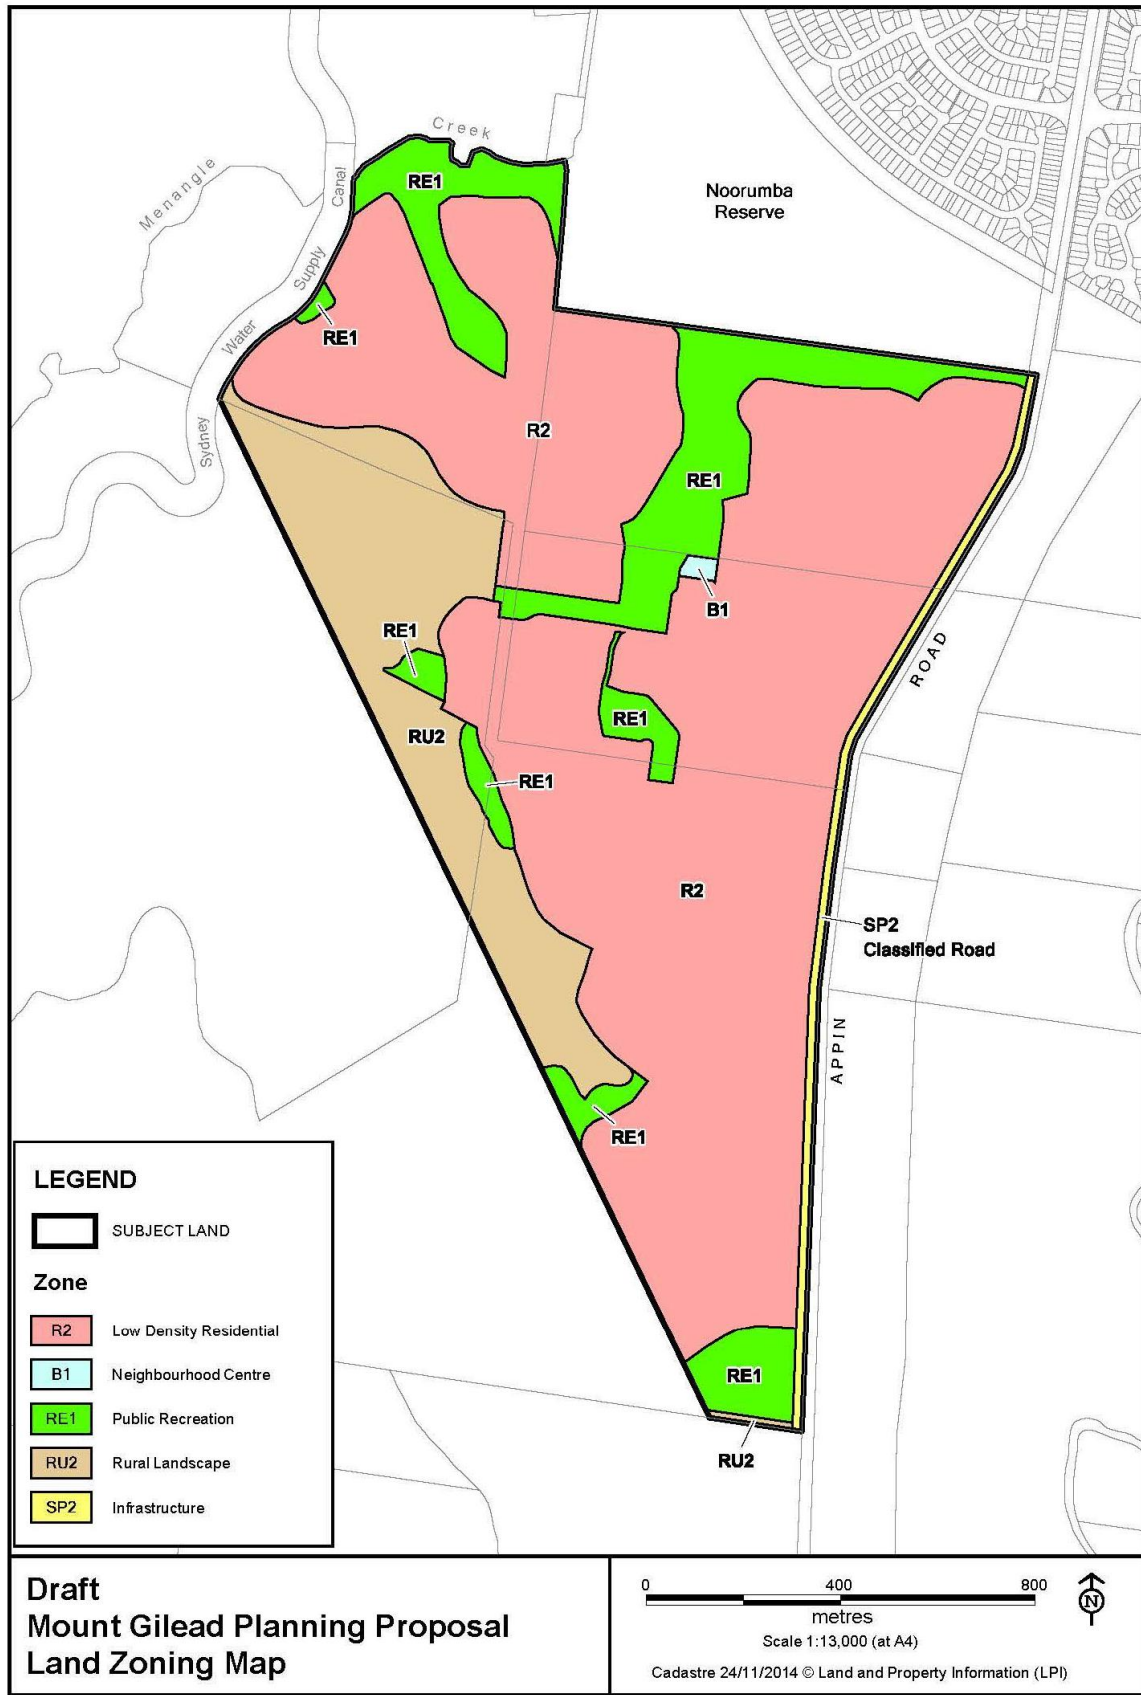 Creek
RE1
Menangle
Canal
Noorumba
Reserve
Supply
RE1
Water
Sydney
R2
RE1
B1
RE1
ROAD
RE1
RU2
RE1
R2
SP2
Classified Road
APPIN
RE1
RE1
RU2
LEGEND
SUBJECT LAND
Zone
R2 Low Density Residential
B1 Neighbourhood Centre
RE1 Public Recreation
RU2 Rural Landscape
SP2 Infrastructure
Draft
Mount Gilead Planning Proposal
Land Zoning Map
0 400 800
metres
Scale 1:13,000 (at A4)
Cadastre 24/11/2014 © Land and Property Information (LPI)
N